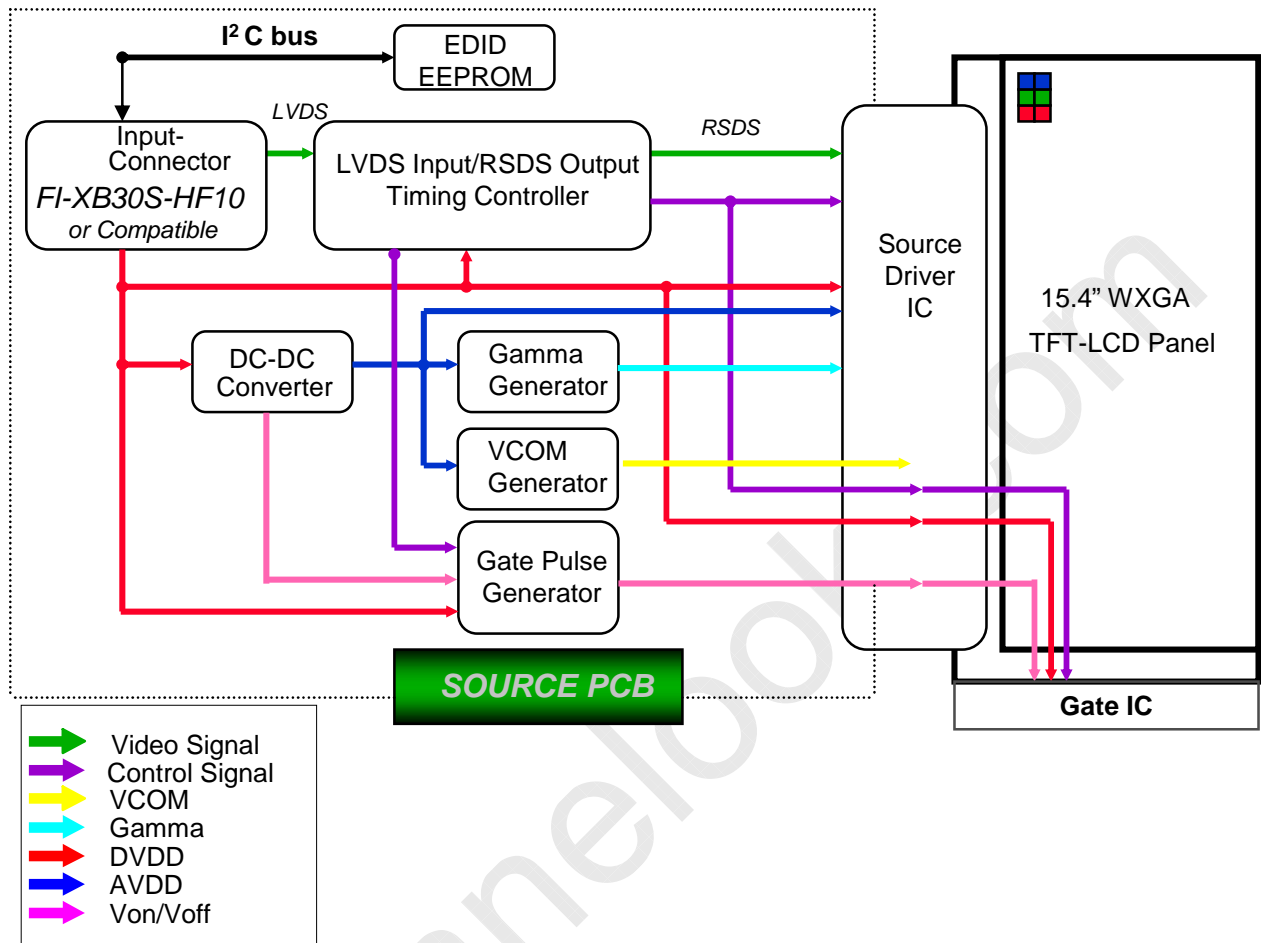 I² C bus
EDID
EEPROM
LVDS
RSDS
Input-
Connector
FI-XB30S-HF10
or Compatible
LVDS Input/RSDS Output
Timing Controller
Source
Driver
IC
15.4” WXGA
TFT-LCD Panel
DC-DC
Converter
Gamma
Generator
VCOM
Generator
Gate Pulse
Generator
SOURCE PCB
Gate IC
Video Signal
Control Signal
VCOM
Gamma
DVDD
AVDD
Von/Voff